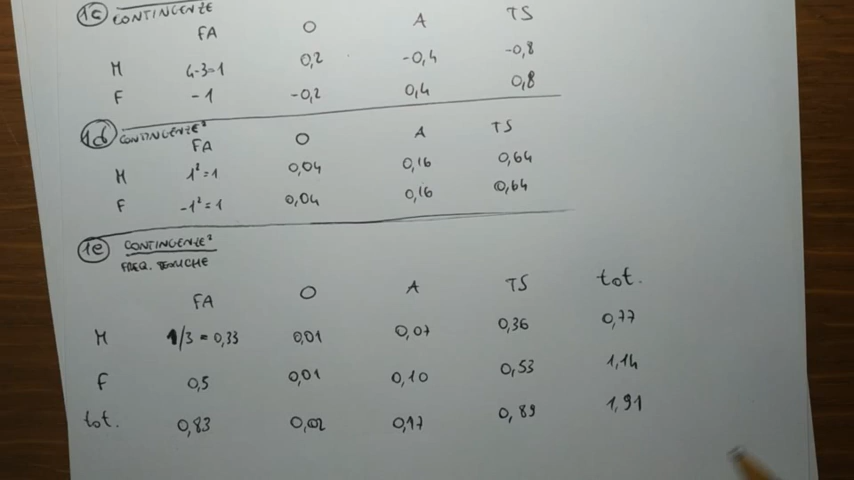 1c CONTINGENZE
FA O A TS
M 4-3=1 0,2 -0,4 -0,8
F -1 -0,2 0,4 0,8
1d CONTINGENZE²
FA O A TS
M 1²=1 0,04 0,16 0,64
F -1²=1 0,04 0,16 0,64
1e CONTINGENZE²
FREQ. TEORICHE
FA O A TS tot.
M 1/3=0,33 0,01 0,07 0,36 0,77
F 0,5 0,01 0,10 0,53 1,14
tot. 0,83 0,02 0,17 0,89 1,91